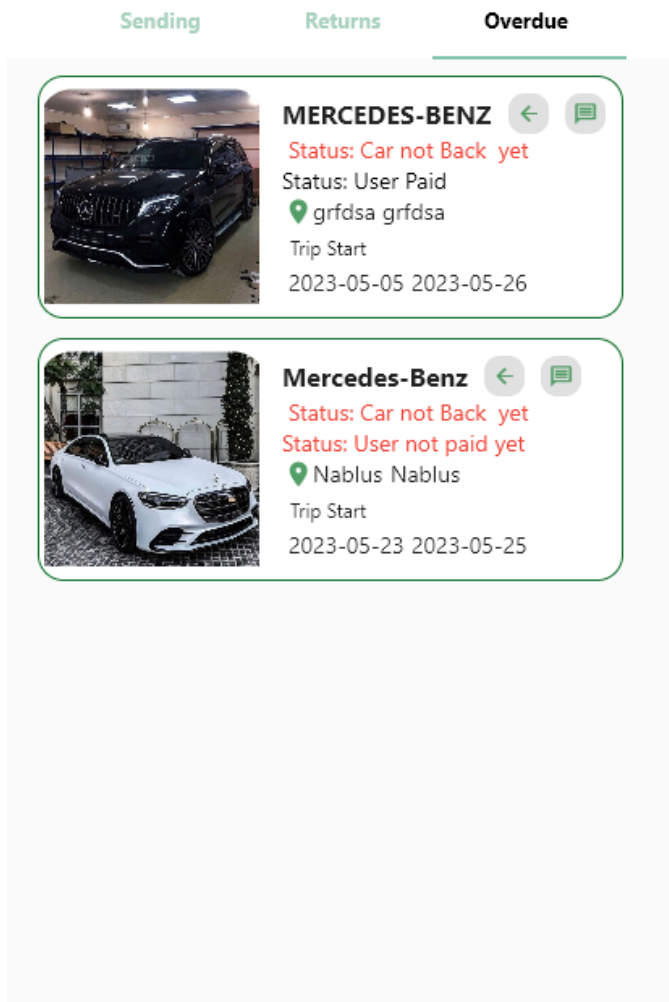 Sending Returns Overdue
MERCEDES-BENZ
Status: Car not Back  yet
Status: User Paid
grfdsa grfdsa
Trip Start
2023-05-05 2023-05-26
Mercedes-Benz
Status: Car not Back  yet
Status: User not paid yet
Nablus Nablus
Trip Start
2023-05-23 2023-05-25